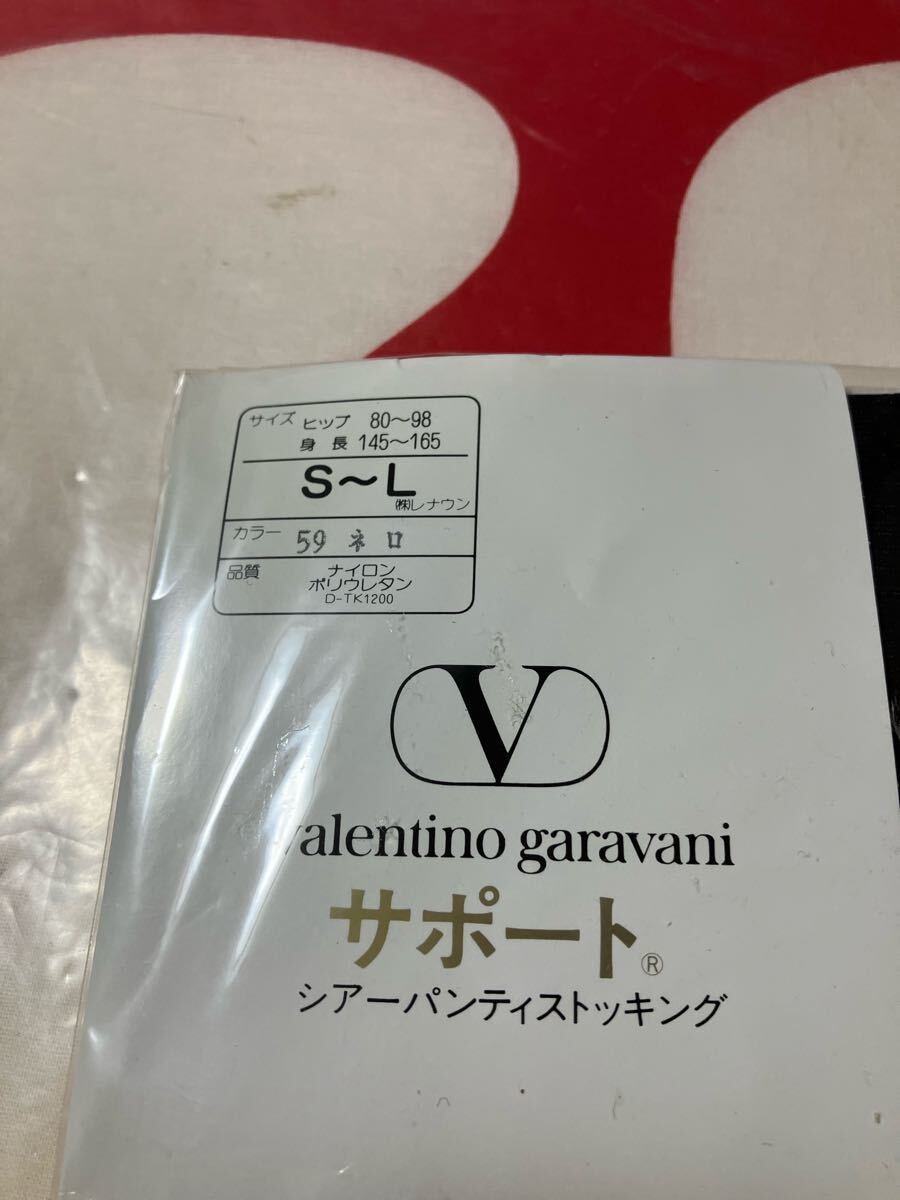 サイズ ヒップ 80～98
身長 145～165
S～L
㈱レナウン
カラー 59 ネロ
品質 ナイロン
ポリウレタン
D-TK1200
V
valentino garavani
サポート®
シアーパンティストッキング